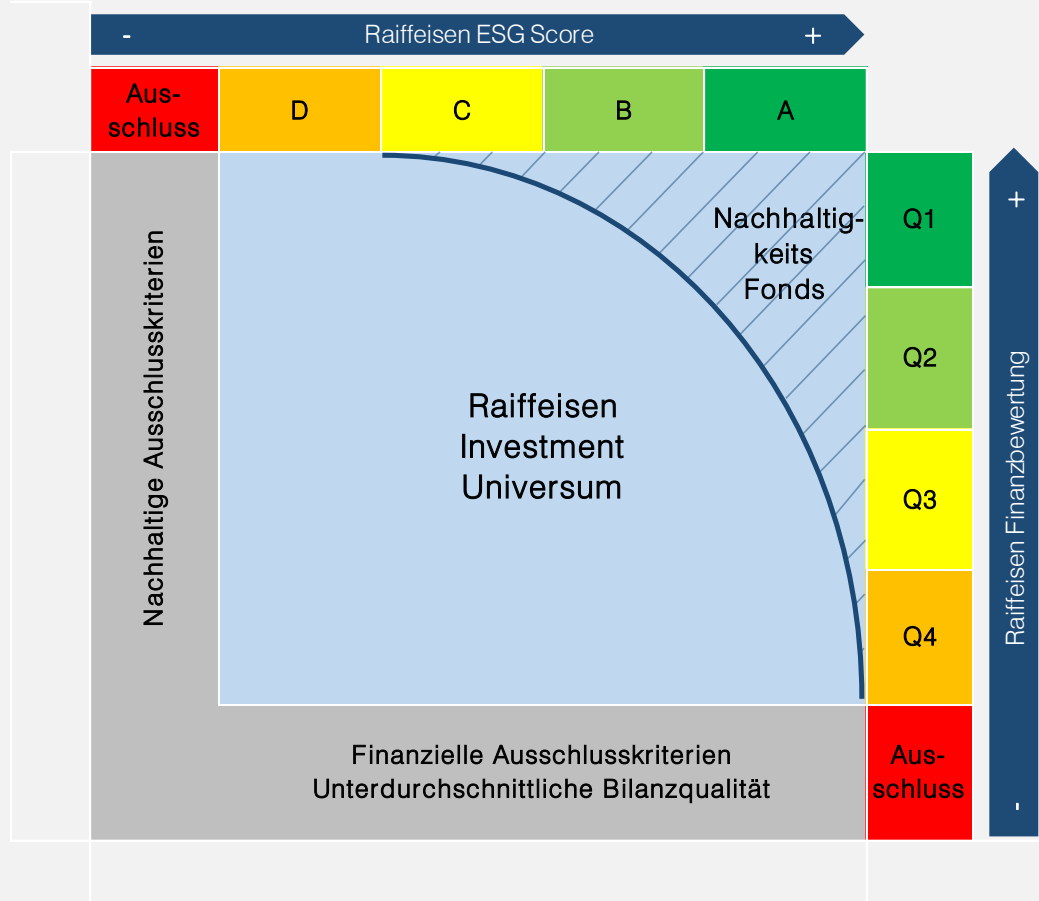 - Raiffeisen ESG Score +
Aus-
schluss
D
C
B
A
Nachhaltige Ausschlusskriterien
Nachhaltig-
keits
Fonds
Raiffeisen
Investment
Universum
Q1
Q2
Q3
Q4
+
Raiffeisen Finanzbewertung
-
Finanzielle Ausschlusskriterien
Unterdurchschnittliche Bilanzqualität
Aus-
schluss